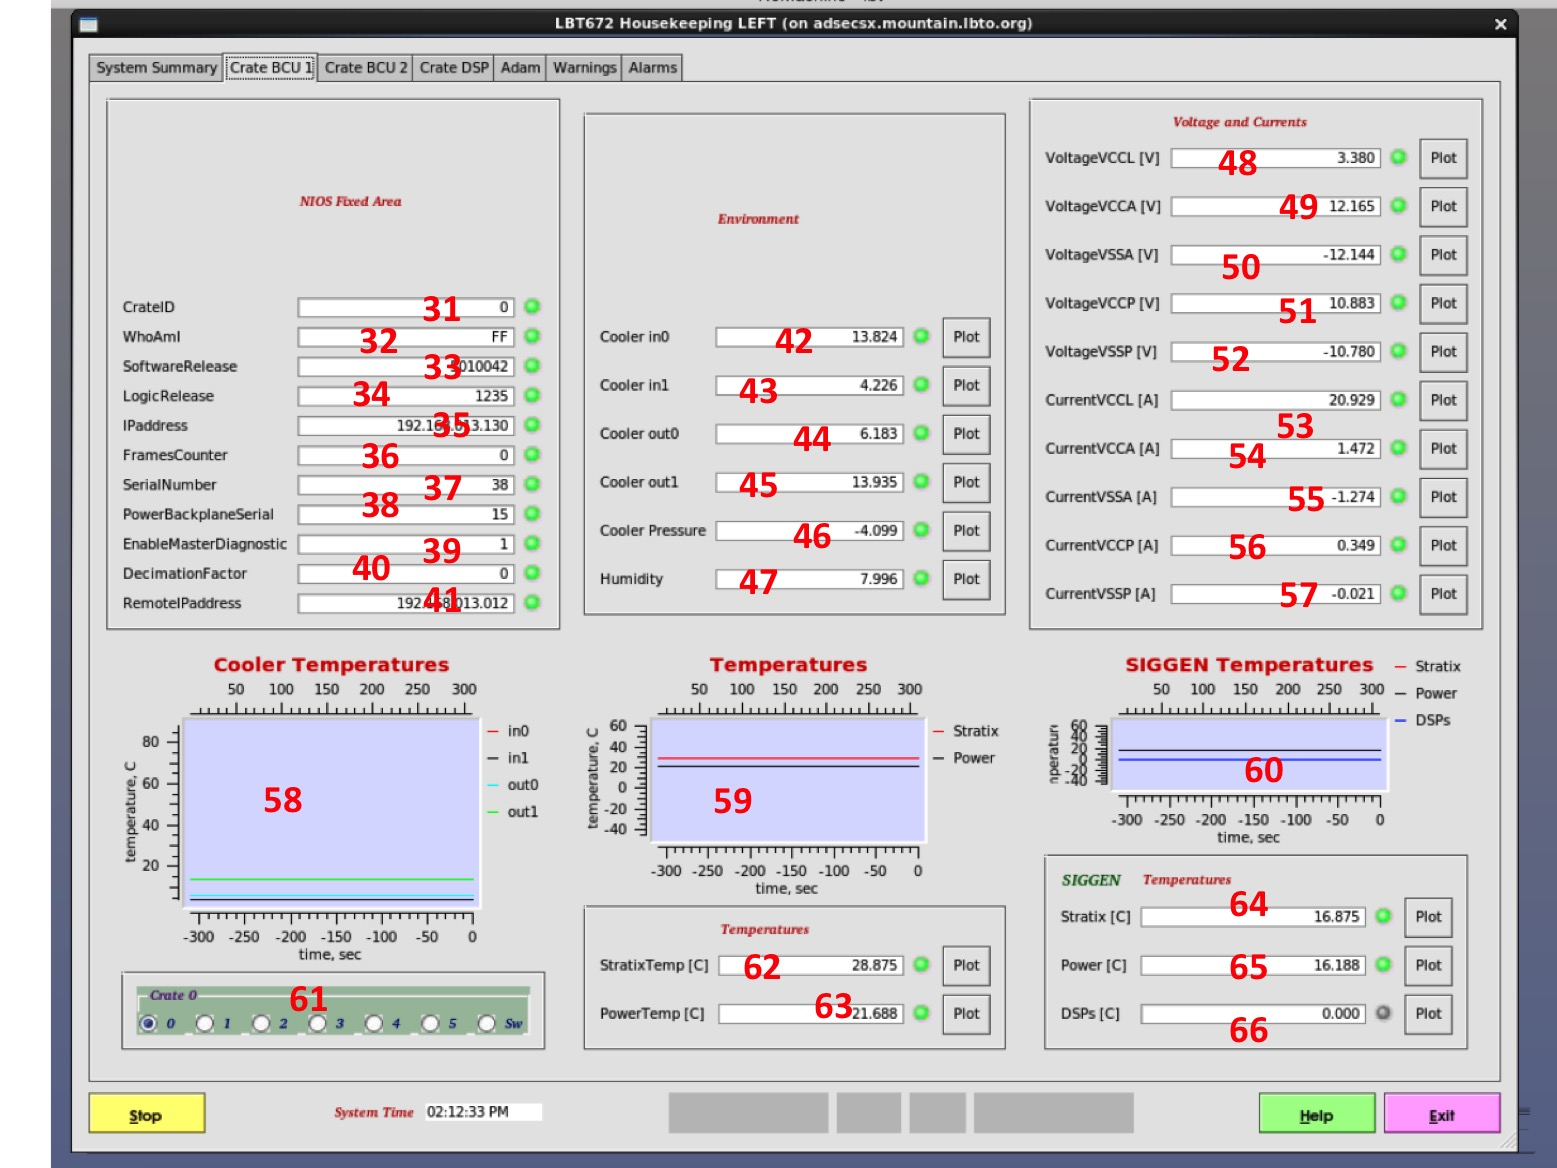 LBT672 Housekeeping LEFT (on adsecsx.mountain.lbto.org)
System Summary Crate BCU 1 Crate BCU 2 Crate DSP Adam Warnings Alarms
NIOS Fixed Area
CrateID 31 0
WhoAmI 32 FF
SoftwareRelease 33 010042
LogicRelease 34 1235
IPaddress 35 13.130
FramesCounter 36 0
SerialNumber 37 38
PowerBackplaneSerial 38 15
EnableMasterDiagnostic 39 1
DecimationFactor 40 0
RemoteIPaddress 41 013.012
Environment
Cooler in0 42 13.824 Plot
Cooler in1 43 4.226 Plot
Cooler out0 44 6.183 Plot
Cooler out1 45 13.935 Plot
Cooler Pressure 46 -4.099 Plot
Humidity 47 7.996 Plot
Voltage and Currents
VoltageVCCL [V] 48 3.380 Plot
VoltageVCCA [V] 49 12.165 Plot
VoltageVSSA [V] 50 -12.144 Plot
VoltageVCCP [V] 51 10.883 Plot
VoltageVSSP [V] 52 -10.780 Plot
CurrentVCCL [A] 53 20.929 Plot
CurrentVCCA [A] 54 1.472 Plot
CurrentVSSA [A] 55 -1.274 Plot
CurrentVCCP [A] 56 0.349 Plot
CurrentVSSP [A] 57 -0.021 Plot
Cooler Temperatures
50 100 150 200 250 300
temperature, C
80
60
40
20
58
-300 -250 -200 -150 -100 -50 0
time, sec
in0
in1
out0
out1
Temperatures
50 100 150 200 250 300
temperature, C
60
40
20
0
-20
-40
59
-300 -250 -200 -150 -100 -50 0
time, sec
Stratix
Power
SIGGEN Temperatures
50 100 150 200 250 300
60
40
20
0
-20
-40
60
-300 -250 -200 -150 -100 -50 0
time, sec
Stratix
Power
DSPs
Crate 0 61
0 1 2 3 4 5 Sw
Temperatures
StratixTemp [C] 62 28.875 Plot
PowerTemp [C] 63 21.688 Plot
SIGGEN Temperatures
Stratix [C] 64 16.875 Plot
Power [C] 65 16.188 Plot
DSPs [C] 66 0.000 Plot
Stop System Time 02:12:33 PM Help Exit